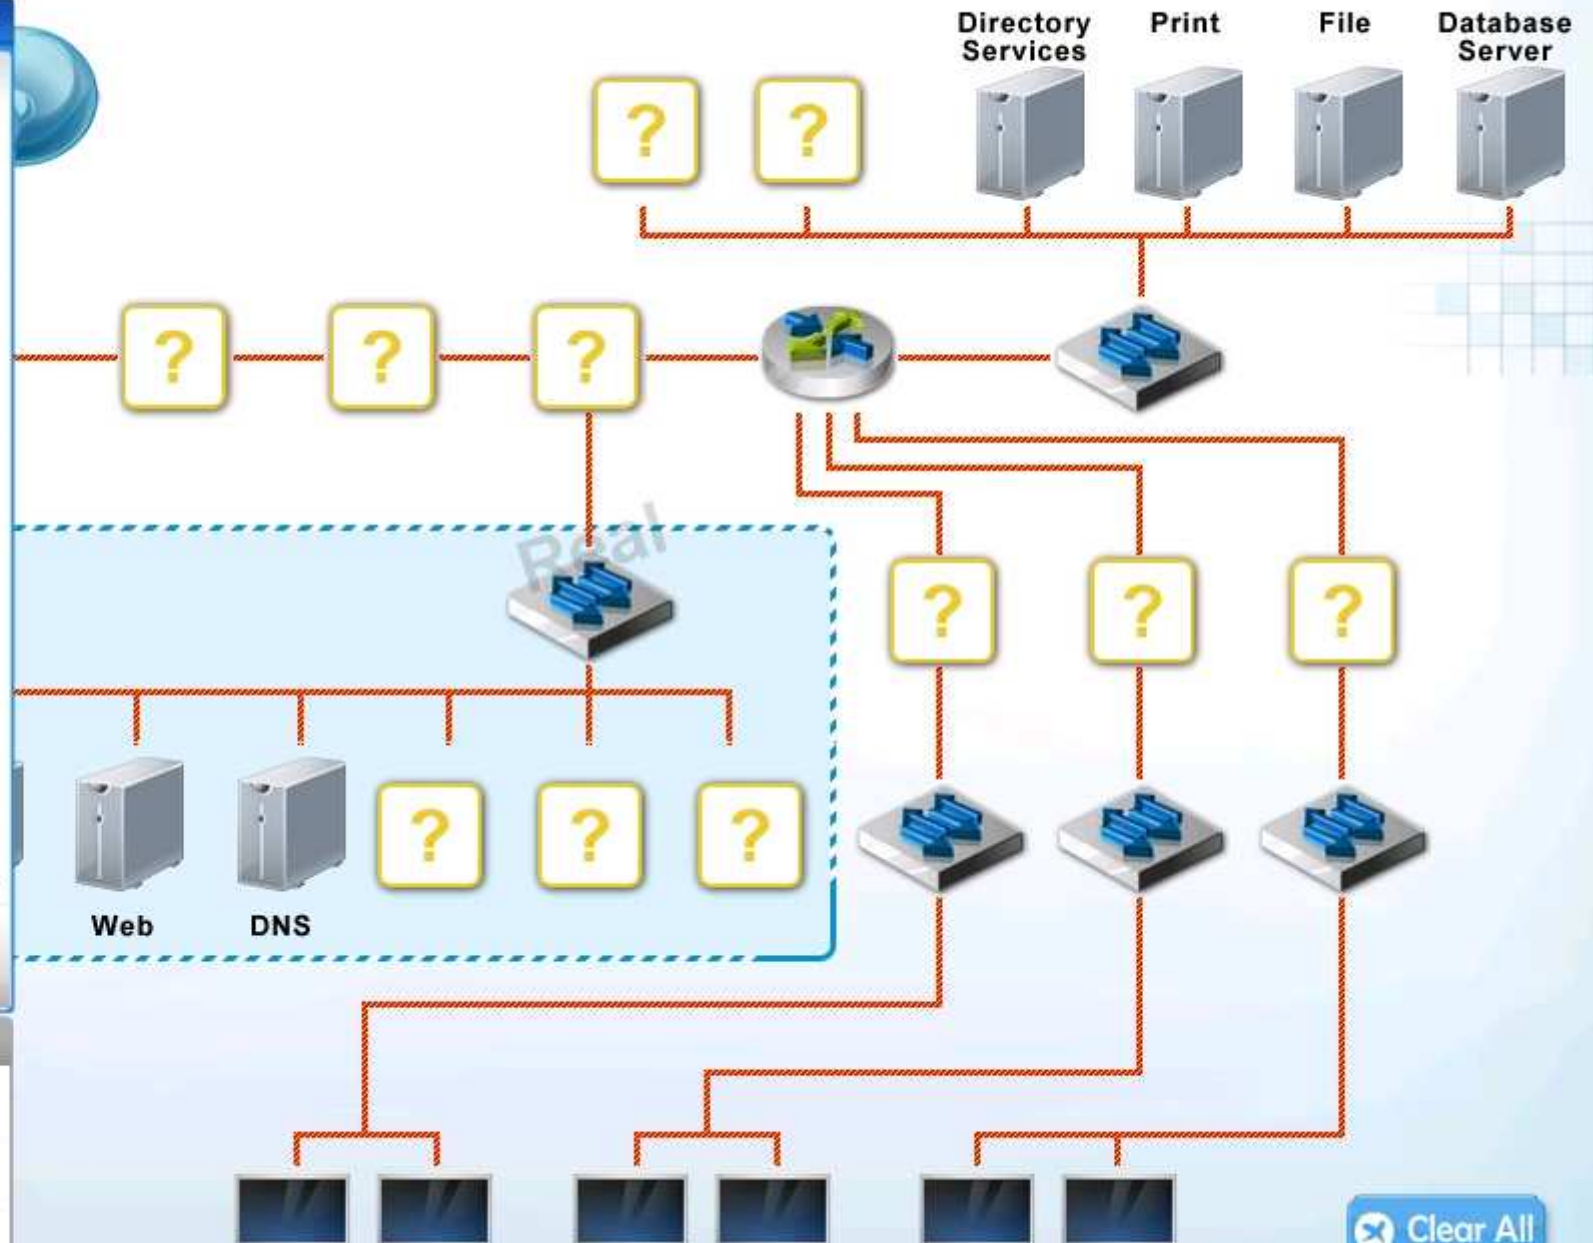 Directory
Services
Print
File
Database
Server
?
?
?
?
?
Real
?
?
?
?
?
?
Web
DNS
Clear All